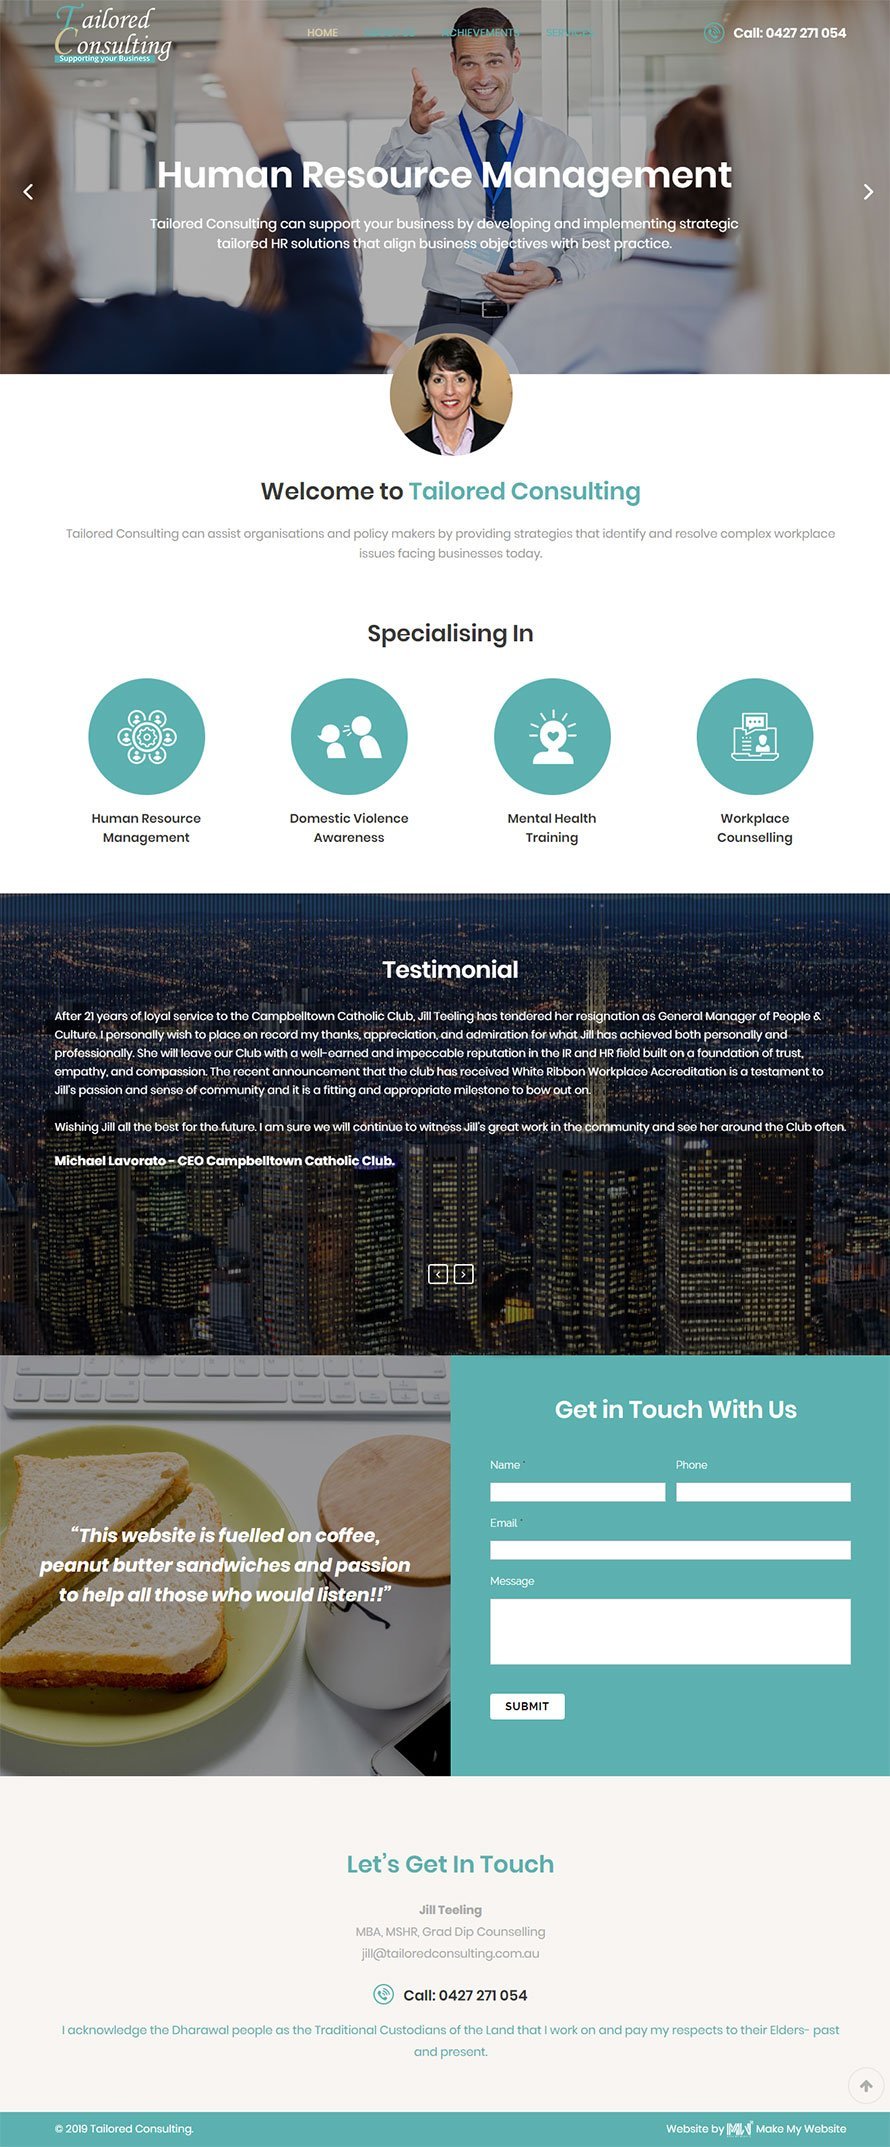 Tailored
Consulting
Supporting your Business
HOME
ABOUT US
ACHIEVEMENTS
SERVICES
Call: 0427 271 054
Human Resource Management
Tailored Consulting can support your business by developing and implementing strategic
tailored HR solutions that align business objectives with best practice.
Welcome to Tailored Consulting
Tailored Consulting can assist organisations and policy makers by providing strategies that identify and resolve complex workplace
issues facing businesses today.
Specialising In
Human Resource
Management
Domestic Violence
Awareness
Mental Health
Training
Workplace
Counselling
Testimonial
After 21 years of loyal service to the Campbelltown Catholic Club, Jill Teeling has tendered her resignation as General Manager of People &
Culture. I personally wish to place on record my thanks, appreciation, and admiration for what Jill has achieved both personally and
professionally. She will leave our Club with a well-earned and impeccable reputation in the IR and HR field built on a foundation of trust,
empathy, and compassion. The recent announcement that the club has received White Ribbon Workplace Accreditation is a testament to
Jill's passion and sense of community and it is a fitting and appropriate milestone to bow out on.
Wishing Jill all the best for the future. I am sure we will continue to witness Jill's great work in the community and see her around the Club often.
SOFITEL
Michael Lavorato - CEO Campbelltown Catholic Club.
“This website is fuelled on coffee,
peanut butter sandwiches and passion
to help all those who would listen!!”
Get in Touch With Us
Name *
Phone
Email *
Message
SUBMIT
Let's Get In Touch
Jill Teeling
MBA, MSHR, Grad Dip Counselling
jill@tailoredconsulting.com.au
Call: 0427 271 054
I acknowledge the Dharawal people as the Traditional Custodians of the Land that I work on and pay my respects to their Elders- past
and present.
© 2019 Tailored Consulting.
Website by MMW Make My Website